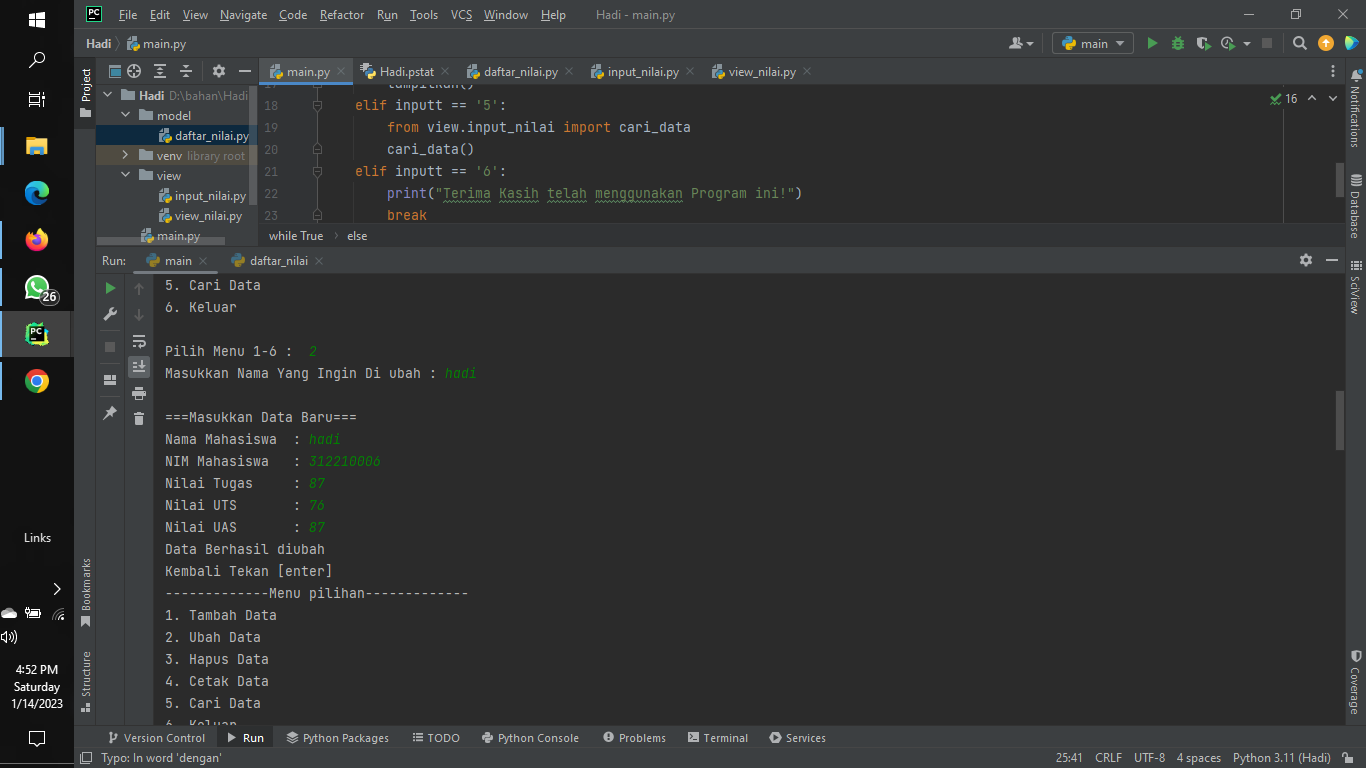 PC File Edit View Navigate Code Refactor Run Tools VCS Window Help Hadi - main.py
Hadi main.py
main
Project
main.py Hadi.pstat daftar_nilai.py input_nilai.py view_nilai.py
Hadi D:\bahan\Hadi
model
daftar_nilai.py
venv library root
view
input_nilai.py
view_nilai.py
main.py
17 tampilkan()
18 elif inputt == '5':
19 from view.input_nilai import cari_data
20 cari_data()
21 elif inputt == '6':
22 print("Terima Kasih telah menggunakan Program ini!")
23 break
16
while True else
Notifications
Database
SciView
Run: main daftar_nilai
5. Cari Data
6. Keluar
Pilih Menu 1-6 : 2
Masukkan Nama Yang Ingin Di ubah : hadi
===Masukkan Data Baru===
Nama Mahasiswa : hadi
NIM Mahasiswa : 312210006
Nilai Tugas : 87
Nilai UTS : 76
Nilai UAS : 87
Data Berhasil diubah
Kembali Tekan [enter]
-------------Menu pilihan-------------
1. Tambah Data
2. Ubah Data
3. Hapus Data
4. Cetak Data
5. Cari Data
6. Keluar
Bookmarks
Structure
Coverage
Version Control Run Python Packages TODO Python Console Problems Terminal Services
Typo: In word 'dengan' 25:41 CRLF UTF-8 4 spaces Python 3.11 (Hadi)
26
PC
Links
4:52 PM
Saturday
1/14/2023